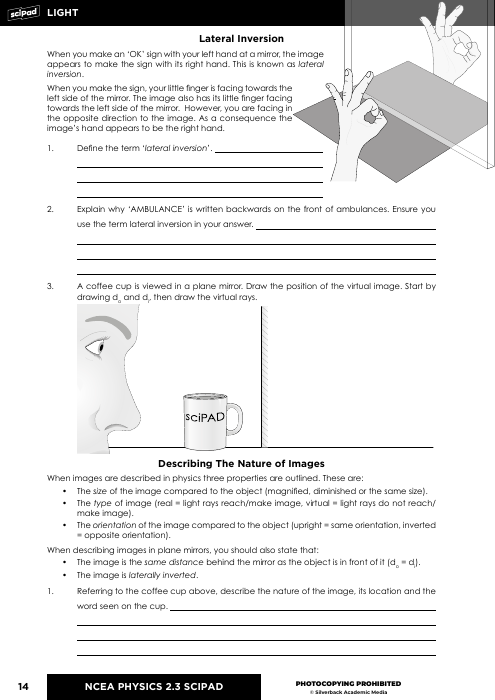 scipad LIGHT
Lateral Inversion
When you make an 'OK' sign with your left hand at a mirror, the image
appears to make the sign with its right hand. This is known as lateral
inversion.
When you make the sign, your little finger is facing towards the
left side of the mirror. The image also has its little finger facing
towards the left side of the mirror. However, you are facing in
the opposite direction to the image. As a consequence the
image's hand appears to be the right hand.
1. Define the term 'lateral inversion'.
2. Explain why 'AMBULANCE' is written backwards on the front of ambulances. Ensure you
use the term lateral inversion in your answer.
3. A coffee cup is viewed in a plane mirror. Draw the position of the virtual image. Start by
drawing do and di, then draw the virtual rays.
sciPAD
Describing The Nature of Images
When images are described in physics three properties are outlined. These are:
• The size of the image compared to the object (magnified, diminished or the same size).
• The type of image (real = light rays reach/make image, virtual = light rays do not reach/
make image).
• The orientation of the image compared to the object (upright = same orientation, inverted
= opposite orientation).
When describing images in plane mirrors, you should also state that:
• The image is the same distance behind the mirror as the object is in front of it (do = di).
• The image is laterally inverted.
1. Referring to the coffee cup above, describe the nature of the image, its location and the
word seen on the cup.
14 NCEA PHYSICS 2.3 SCIPAD PHOTOCOPYING PROHIBITED
© Silverback Academic Media